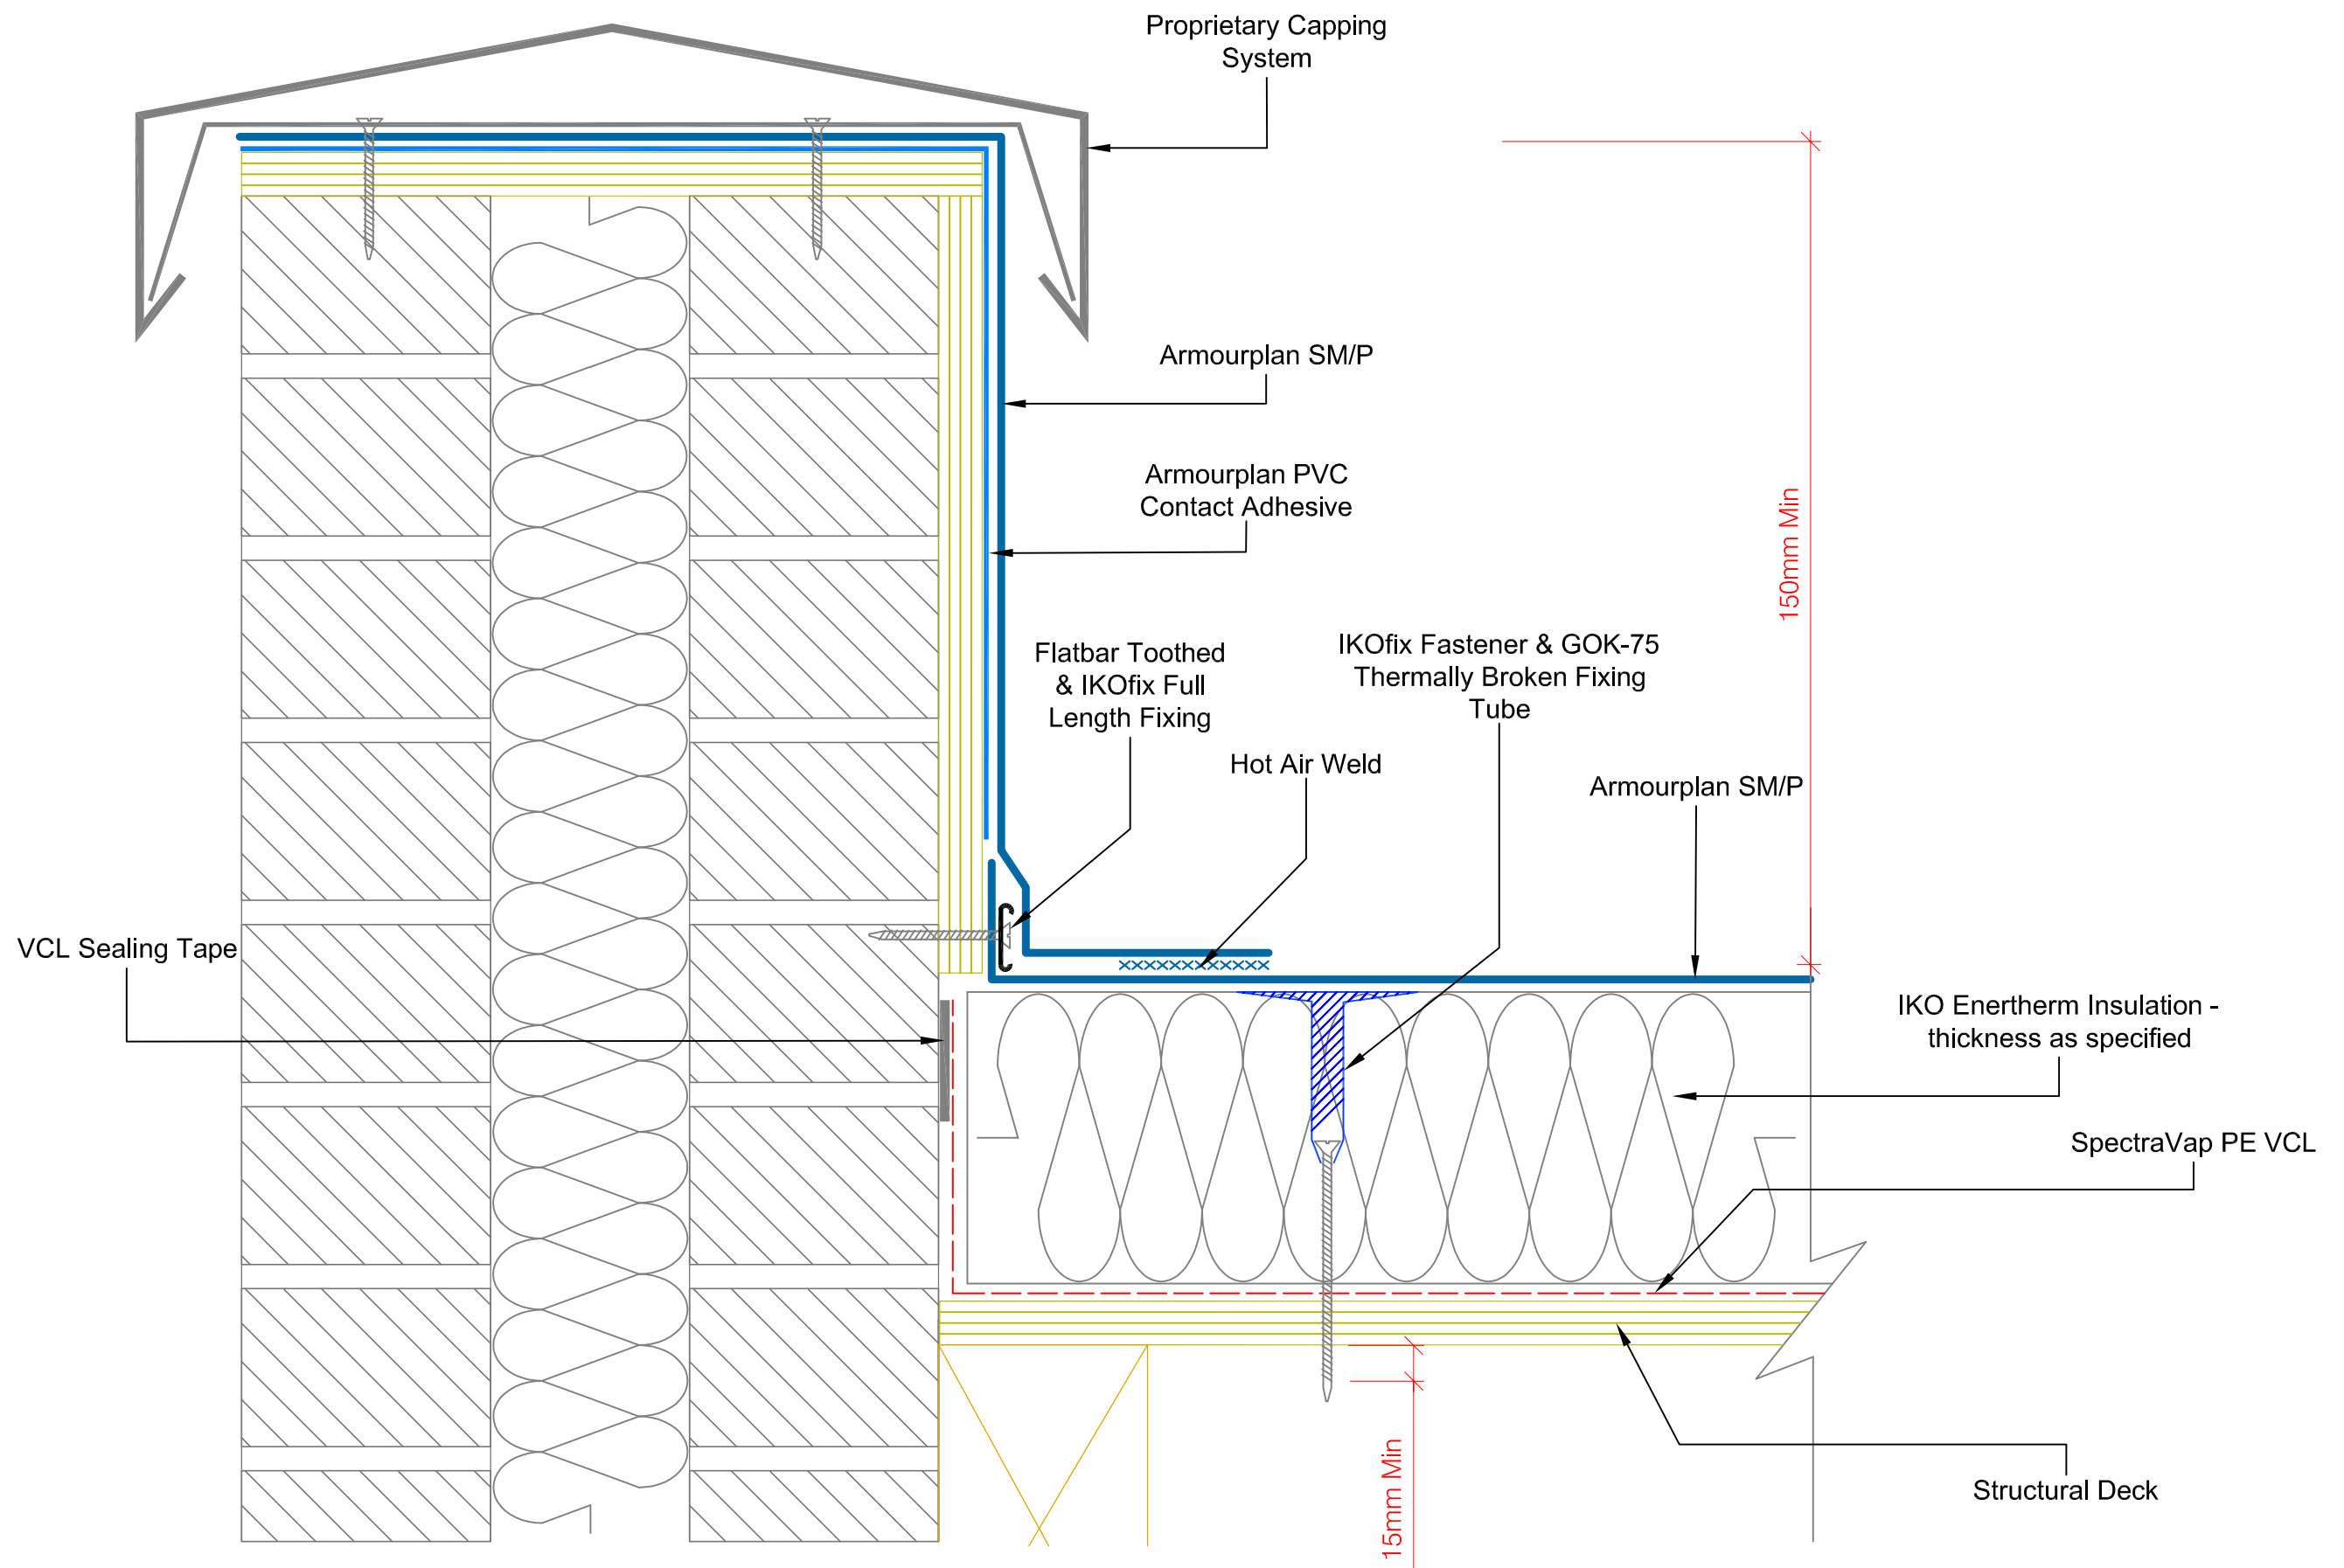 Proprietary Capping
System
Armourplan SM/P
Armourplan PVC
Contact Adhesive
150mm Min
Flatbar Toothed
& IKOfix Full
Length Fixing
IKOfix Fastener & GOK-75
Thermally Broken Fixing
Tube
Hot Air Weld
Armourplan SM/P
VCL Sealing Tape
IKO Enertherm Insulation -
thickness as specified
SpectraVap PE VCL
Structural Deck
15mm Min